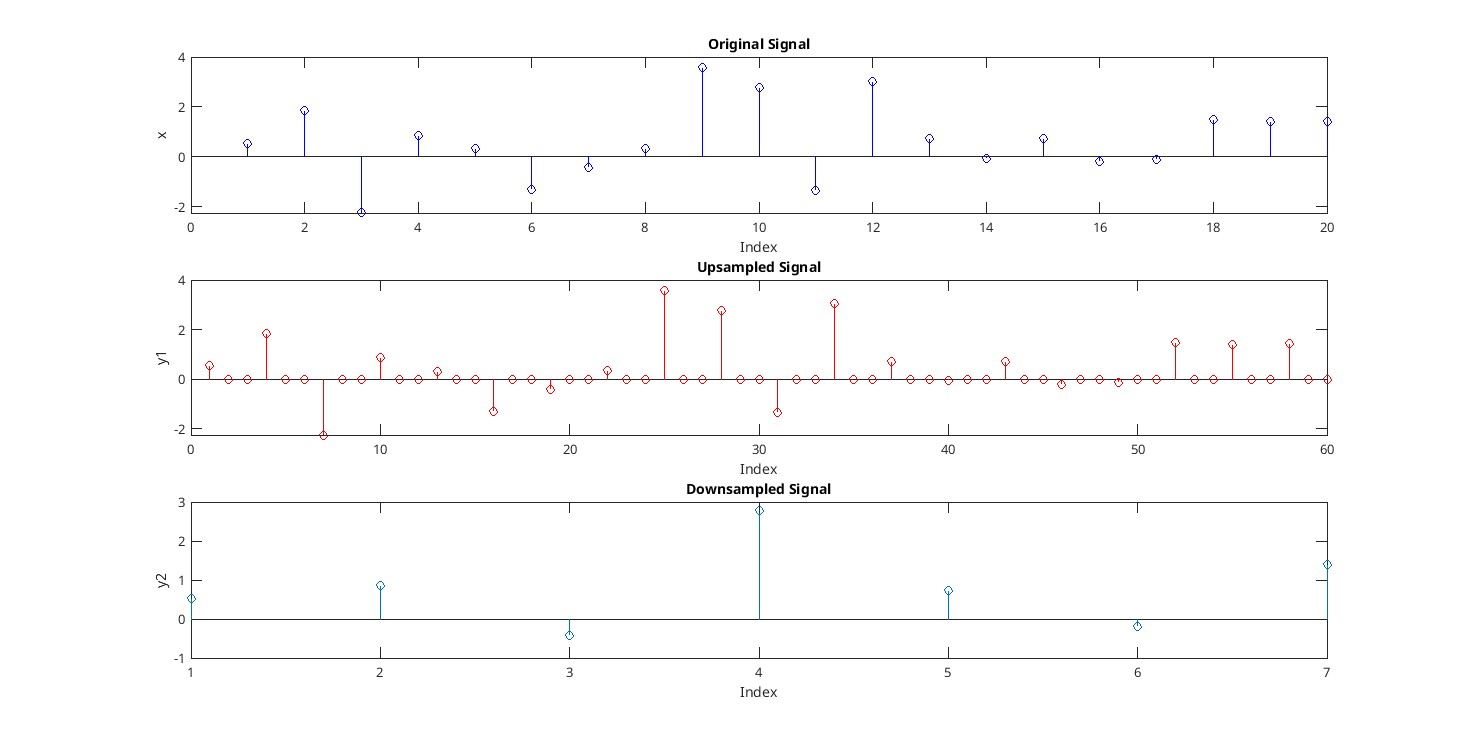 Original Signal
4
2
0
-2
x
0 2 4 6 8 10 12 14 16 18 20
Index
Upsampled Signal
4
2
0
-2
y1
0 10 20 30 40 50 60
Index
Downsampled Signal
3
2
1
0
-1
y2
1 2 3 4 5 6 7
Index